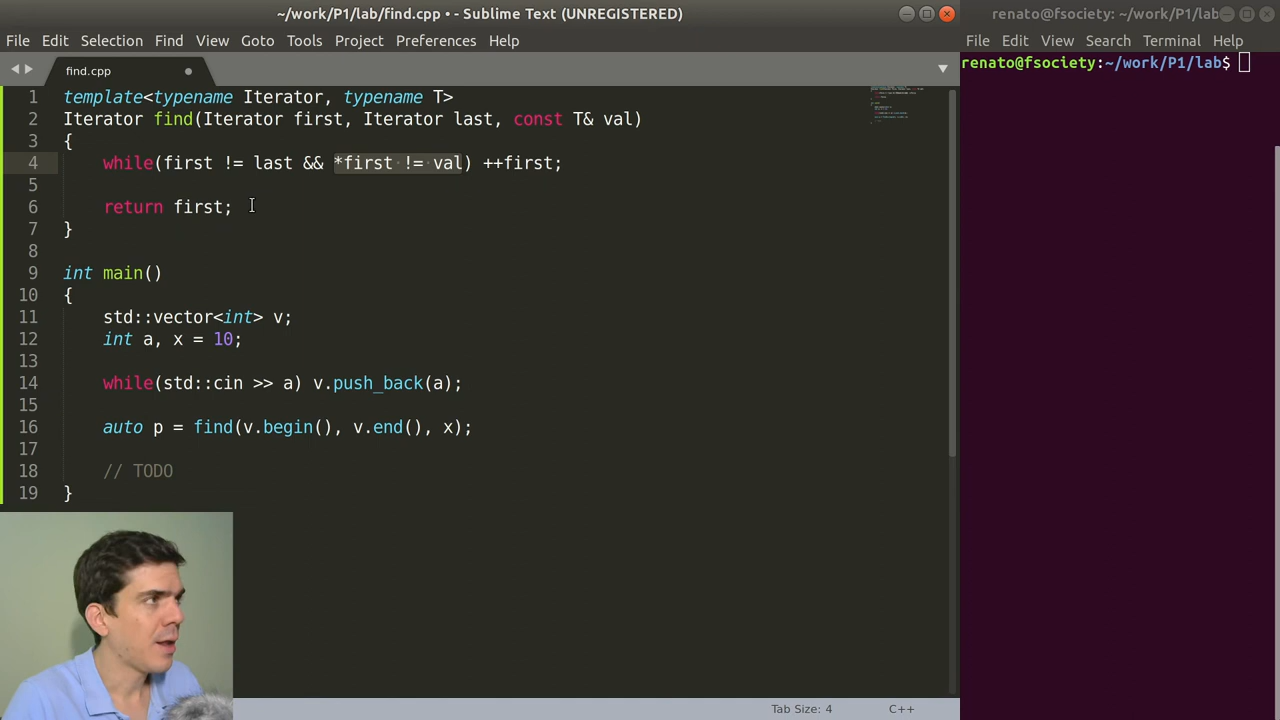 ~/work/P1/lab/find.cpp • - Sublime Text (UNREGISTERED)
File Edit Selection Find View Goto Tools Project Preferences Help
find.cpp
1 template<typename Iterator, typename T>
2 Iterator find(Iterator first, Iterator last, const T& val)
3 {
4 while(first != last && *first != val) ++first;
5
6 return first;
7 }
8
9 int main()
10 {
11 std::vector<int> v;
12 int a, x = 10;
13
14 while(std::cin >> a) v.push_back(a);
15
16 auto p = find(v.begin(), v.end(), x);
17
18 // TODO
19 }
Tab Size: 4 C++
renato@fsociety: ~/work/P1/lab
File Edit View Search Terminal Help
renato@fsociety:~/work/P1/lab$